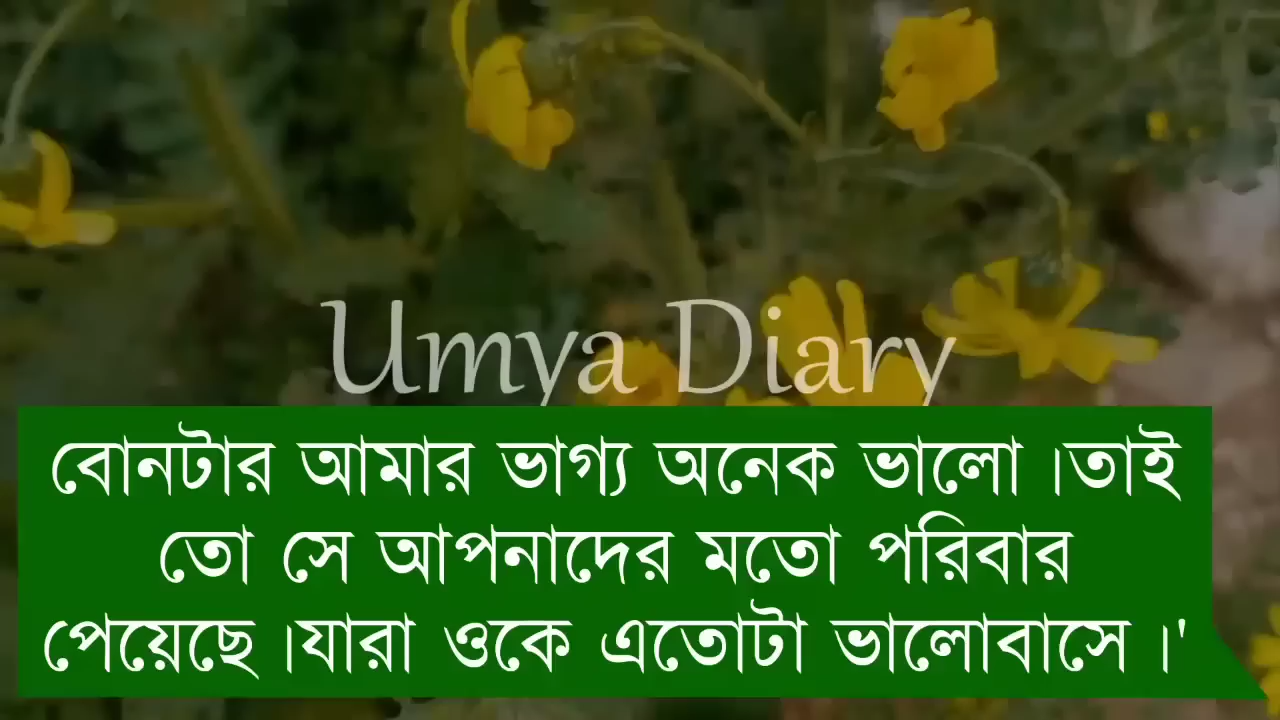 Umya Diary
বোনটার আমার ভাগ্য অনেক ভালো ।তাই
তো সে আপনাদের মতো পরিবার
পেয়েছে ।যারা ওকে এতোটা ভালোবাসে ।'